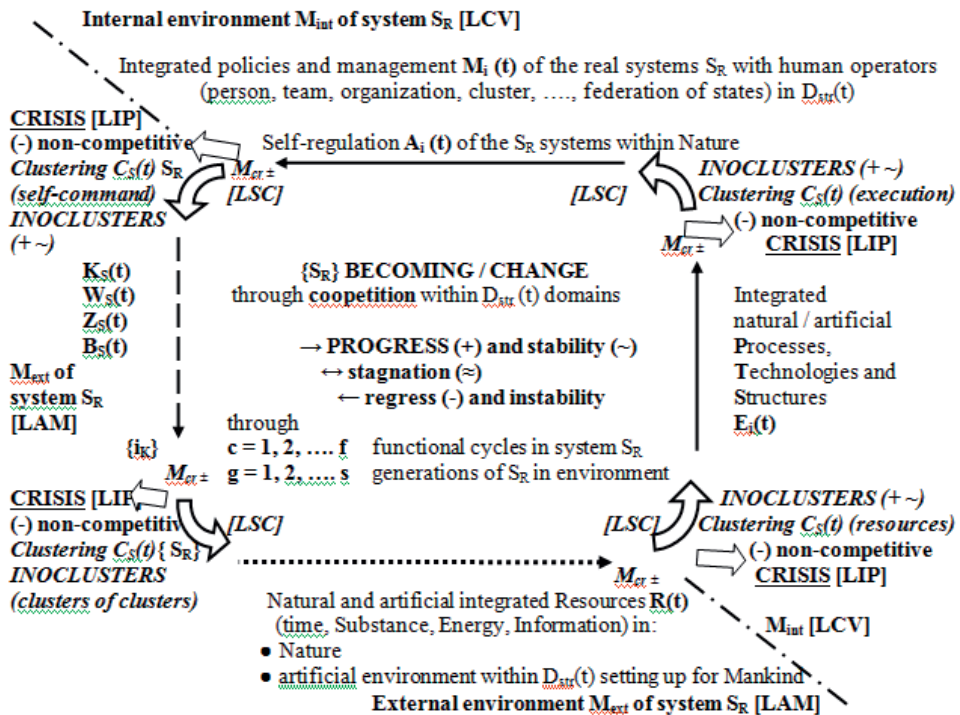 Internal environment Mint of system SR [LCV]
Integrated policies and management Mi (t) of the real systems SR with human operators
(person, team, organization, cluster, …., federation of states) in Dstr(t)
CRISIS [LIP]
(-) non-competitive
Clustering CS(t) SR
(self-command)
INOCLUSTERS
(+ ~)
Self-regulation Ai (t) of the SR systems within Nature
Mcr ±
[LSC]
[LSC]
INOCLUSTERS (+ ~)
Clustering CS(t) (execution)
(-) non-competitive
CRISIS [LIP]
Mcr ±
KS(t)
WS(t)
ZS(t)
BS(t)
Mext of
system SR
[LAM]
{SR} BECOMING / CHANGE
through coopetition within Dstr (t) domains
→ PROGRESS (+) and stability (~)
↔ stagnation (≈)
← regress (-) and instability
through
c = 1, 2, …. f functional cycles in system SR
g = 1, 2, …. s generations of SR in environment
Integrated
natural / artificial
Processes,
Technologies and
Structures
Ei(t)
{iK}
Mcr ±
CRISIS [LIP]
(-) non-competitive
Clustering CS(t){ SR}
INOCLUSTERS
(clusters of clusters)
[LSC]
[LSC]
INOCLUSTERS (+ ~)
Clustering CS(t) (resources)
(-) non-competitive
CRISIS [LIP]
Mcr ±
Natural and artificial integrated Resources R(t)
(time, Substance, Energy, Information) in:
● Nature
● artificial environment within Dstr(t) setting up for Mankind
Mint [LCV]
External environment Mext of system SR [LAM]